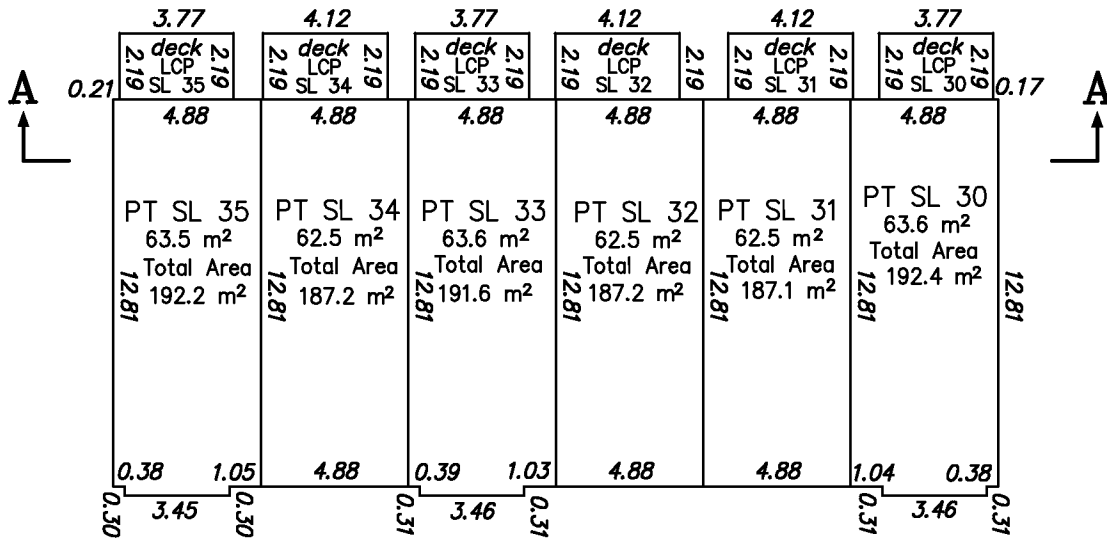 3.77 4.12 3.77 4.12 4.12 3.77
2.19 deck 2.19 2.19 deck 2.19 2.19 deck 2.19 2.19 deck 2.19 2.19 deck 2.19 2.19 deck 2.19
LCP LCP LCP LCP LCP LCP
SL 35 SL 34 SL 33 SL 32 SL 31 SL 30
A 0.21 0.17 A
4.88 4.88 4.88 4.88 4.88 4.88
PT SL 35
63.5 m²
Total Area
192.2 m²
PT SL 34
62.5 m²
Total Area
187.2 m²
PT SL 33
63.6 m²
Total Area
191.6 m²
PT SL 32
62.5 m²
Total Area
187.2 m²
PT SL 31
62.5 m²
Total Area
187.1 m²
PT SL 30
63.6 m²
Total Area
192.4 m²
12.81 12.81 12.81 12.81 12.81 12.81 12.81
0.38 1.05 4.88 0.39 1.03 4.88 4.88 1.04 0.38
0.30 3.45 0.30 0.31 3.46 0.31 0.31 3.46 0.31